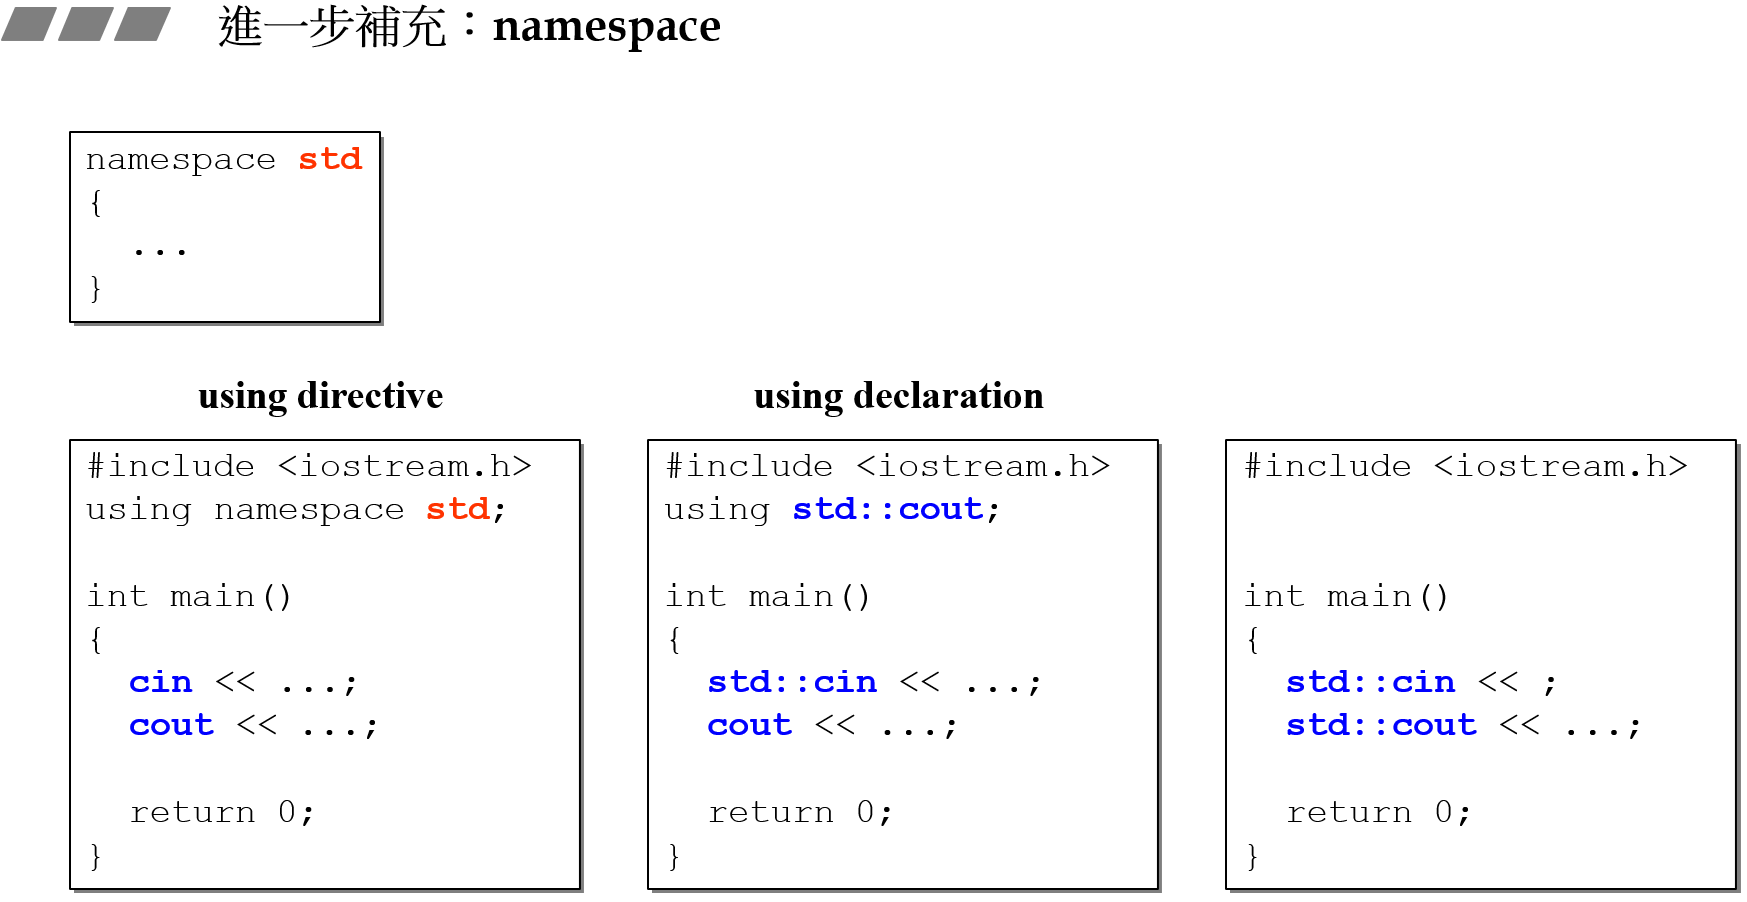 進一步補充：namespace
namespace std
{
...
}
using directive
#include <iostream.h>
using namespace std;
int main()
{
cin << ...;
cout << ...;
return 0;
}
using declaration
#include <iostream.h>
using std::cout;
int main()
{
std::cin << ...;
cout << ...;
return 0;
}
#include <iostream.h>
int main()
{
std::cin << ;
std::cout << ...;
return 0;
}